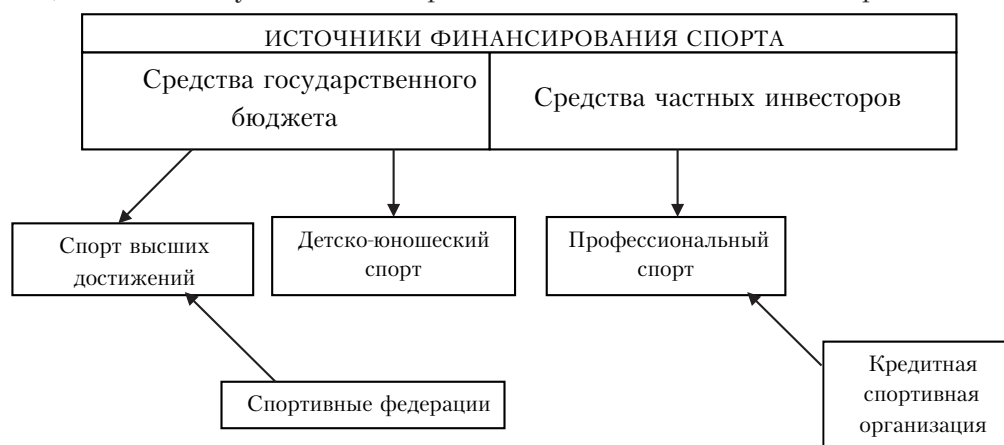 ИСТОЧНИКИ ФИНАНСИРОВАНИЯ СПОРТА
Средства государственного
бюджета
Средства частных инвесторов
Спорт высших
достижений
Детско-юношеский
спорт
Профессиональный
спорт
Спортивные федерации
Кредитная
спортивная
организация